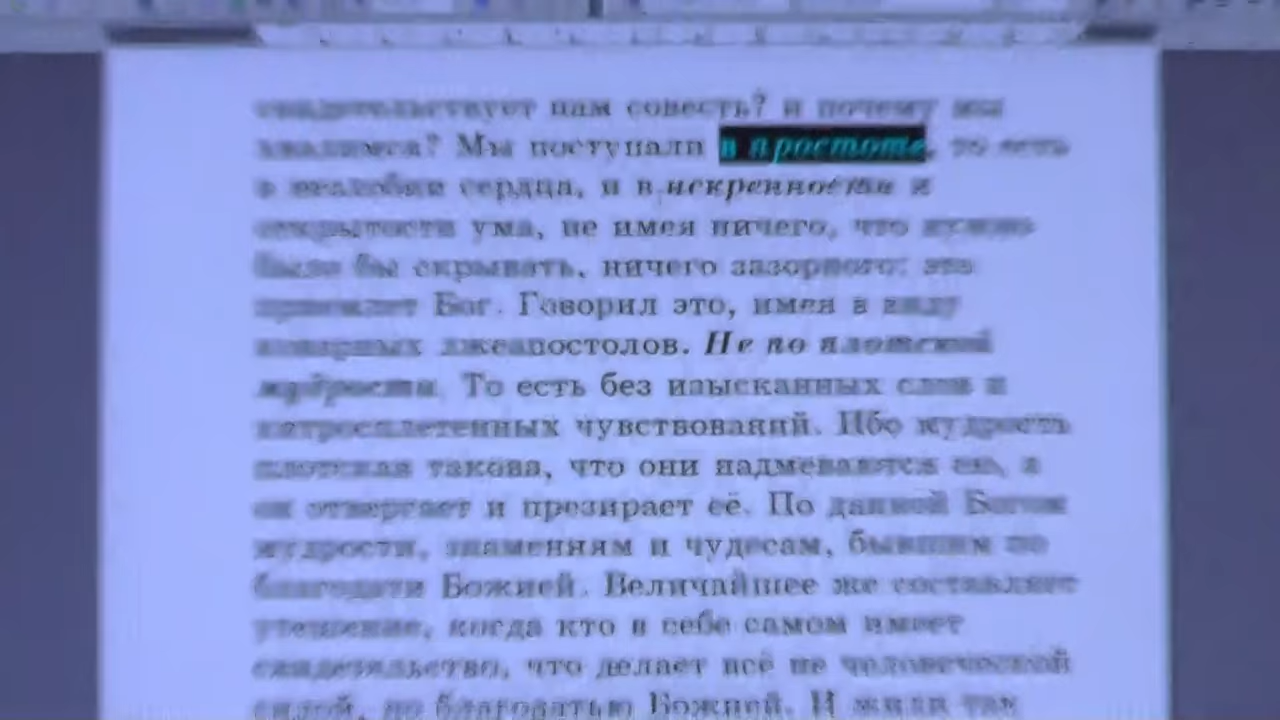 свидетельствует нам совесть? и почему мы
хвалимся? Мы поступали в простоте, то есть
в незлобии сердца, и в искренности и
открытости ума, не имея ничего, что нужно
было бы скрывать, ничего зазорного: это
приемлет Бог. Говорил это, имея в виду
коварных лжеапостолов. Не по плотской
мудрости. То есть без изысканных слов и
хитросплетенных чувствований. Ибо мудрость
плотская такова, что они надмеваются ею, а
он отвергает и презирает её. По данной Богом
мудрости, знамениям и чудесам, бывшим по
благодати Божией. Величайшее же составляет
утешение, когда кто в себе самом имеет
свидетельство, что делает всё не человеческой
силой, но благодатью Божией. И жили так